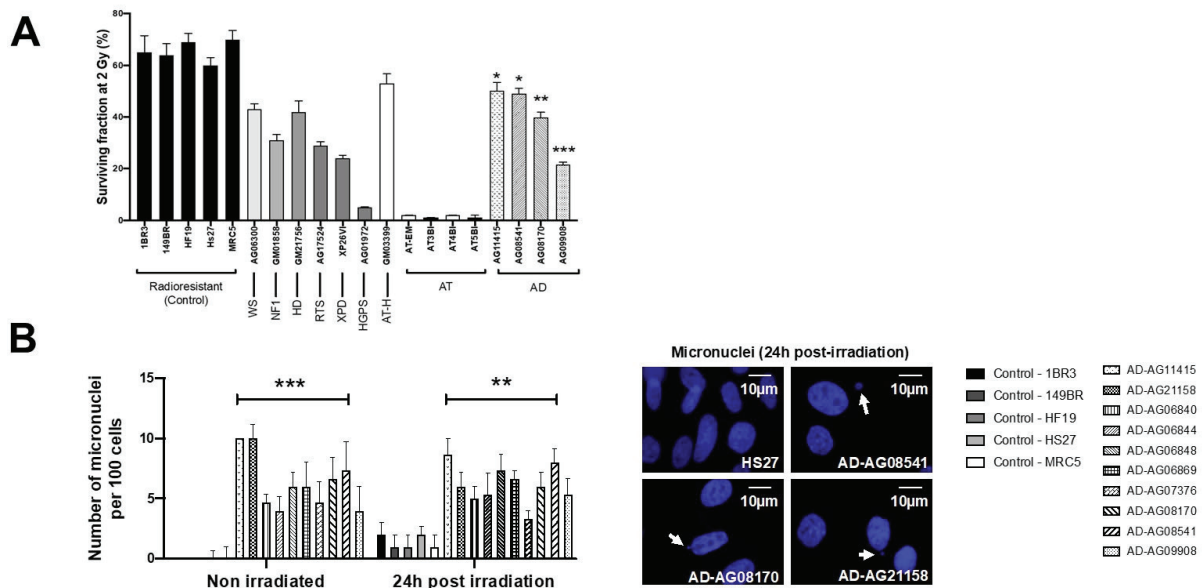 A
Surviving fraction at 2 Gy (%)
80
60
40
20
0
* * ** ***
1BR3 149BR HF19 Hs27 MRC5 AG06300 GM01858 GM21756 AG17524 XP26VI AG01972 GM03399 AT-EM AT3BI AT4BI AT5BI AG11415 AG08541 AG08170 AG09908
Radioresistant
(Control)
WS NF1 HD RTS XPD HGPS AT-H
AT AD
B
Number of micronuclei
per 100 cells
15
10
5
0
*** **
Non irradiated 24h post irradiation
Micronuclei (24h post-irradiation)
10µm 10µm
HS27 AD-AG08541
10µm 10µm
AD-AG08170 AD-AG21158
Control - 1BR3
Control - 149BR
Control - HF19
Control - HS27
Control - MRC5
AD-AG11415
AD-AG21158
AD-AG06840
AD-AG06844
AD-AG06848
AD-AG06869
AD-AG07376
AD-AG08170
AD-AG08541
AD-AG09908